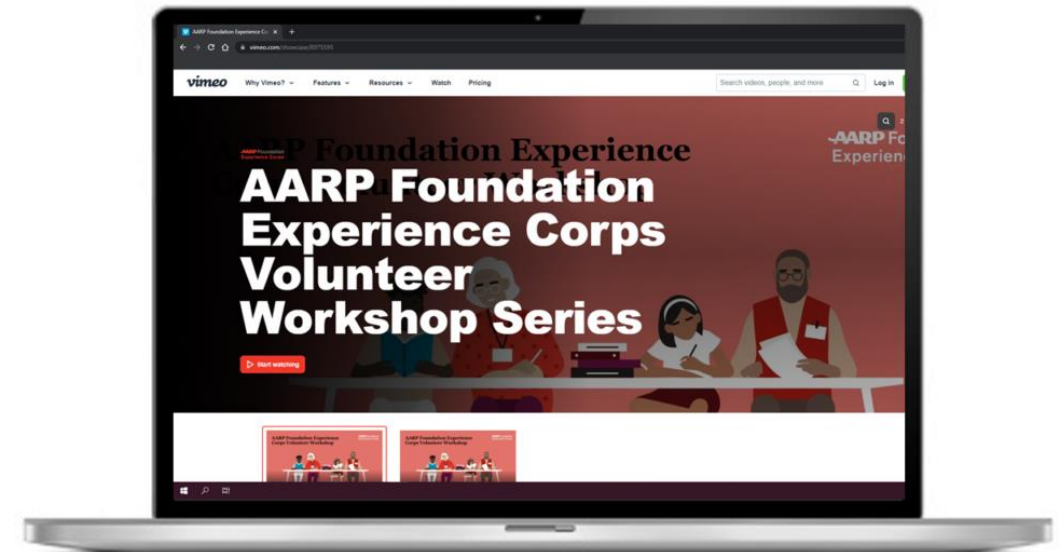 AARP Foundation Experience Co
vimeo.com/showcase/8975595
vimeo Why Vimeo? Features Resources Watch Pricing Search videos, people, and more Log in
AARP Foundation
Experience Corps
AARP Fo
Experien
Foundation Experience
AARP Foundation
Experience Corps
Volunteer
Workshop Series
Start watching
AARP Foundation Experience
Corps Volunteer Workshop
AARP Foundation Experience
Corps Volunteer Workshop